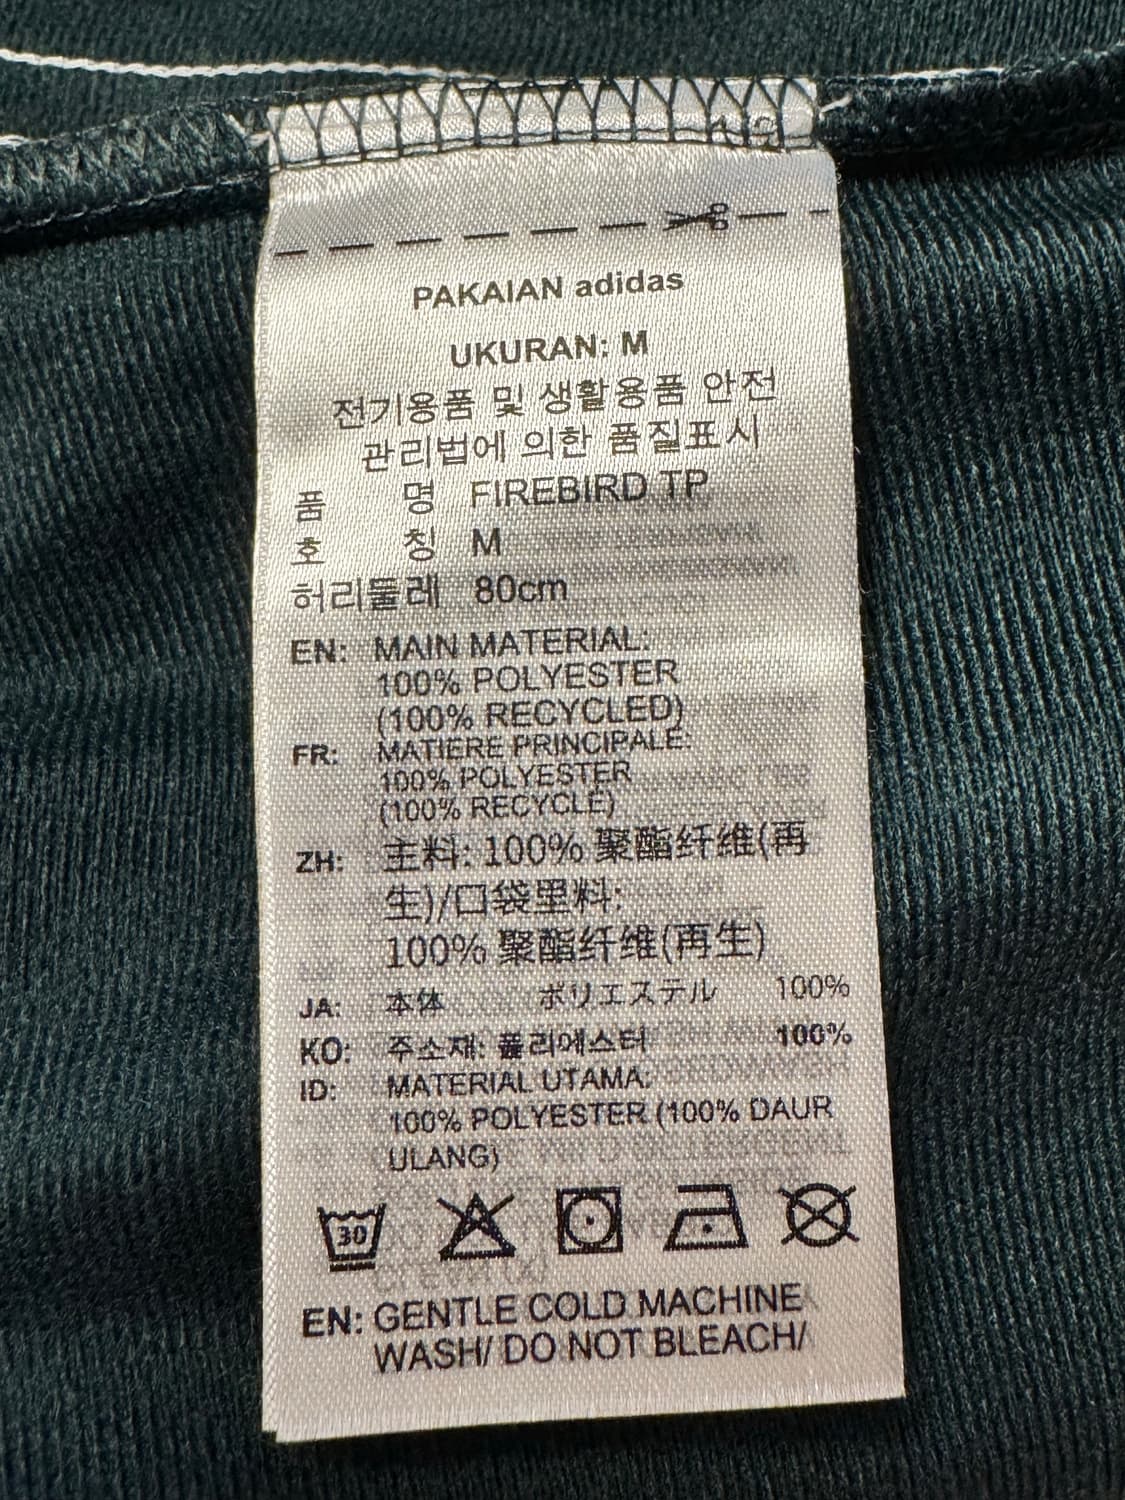 PAKAIAN adidas
UKURAN: M
전기용품 및 생활용품 안전
관리법에 의한 품질표시
품 명 FIREBIRD TP
호 칭 M
허리둘레 80cm
EN: MAIN MATERIAL:
100% POLYESTER
(100% RECYCLED)
FR: MATIERE PRINCIPALE:
100% POLYESTER
(100% RECYCLÉ)
ZH: 主料: 100% 聚酯纤维(再
生)/口袋里料:
100% 聚酯纤维(再生)
JA: 本体 ポリエステル 100%
KO: 주소재: 폴리에스터 100%
ID: MATERIAL UTAMA:
100% POLYESTER (100% DAUR
ULANG)
30
EN: GENTLE COLD MACHINE
WASH/ DO NOT BLEACH/